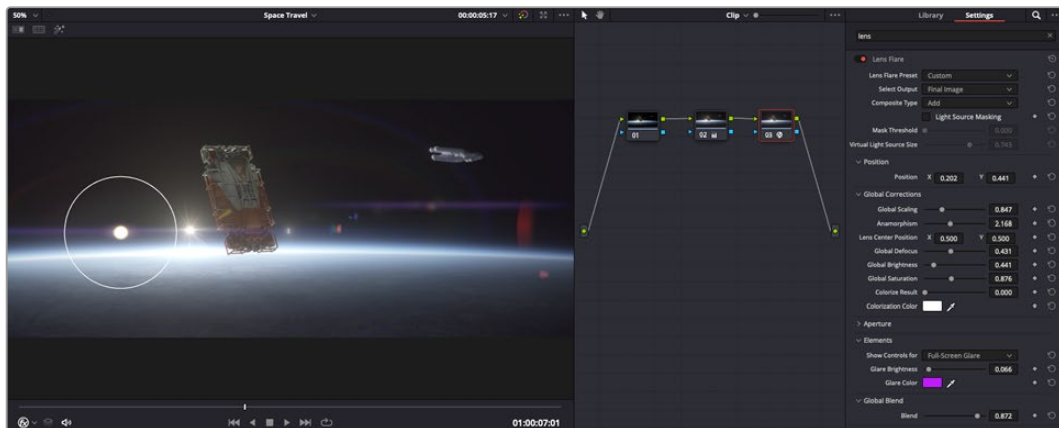 50%
Space Travel
00:00:05:17
Clip
Library
Settings
lens
Lens Flare
Lens Flare Preset Custom
Select Output Final Image
Composite Type Add
Light Source Masking
Mask Threshold 0.000
Virtual Light Source Size 0.743
Position
Position X 0.202 Y 0.441
Global Corrections
Global Scaling 0.847
Anamorphism 2.168
Lens Center Position X 0.500 Y 0.500
Global Defocus 0.431
Global Brightness 0.441
Global Saturation 0.876
Colorize Result 0.000
Colorization Color
Aperture
Elements
Show Controls for Full-Screen Glare
Glare Brightness 0.066
Glare Color
Global Blend
Blend 0.872
01
02
03
01:00:07:01